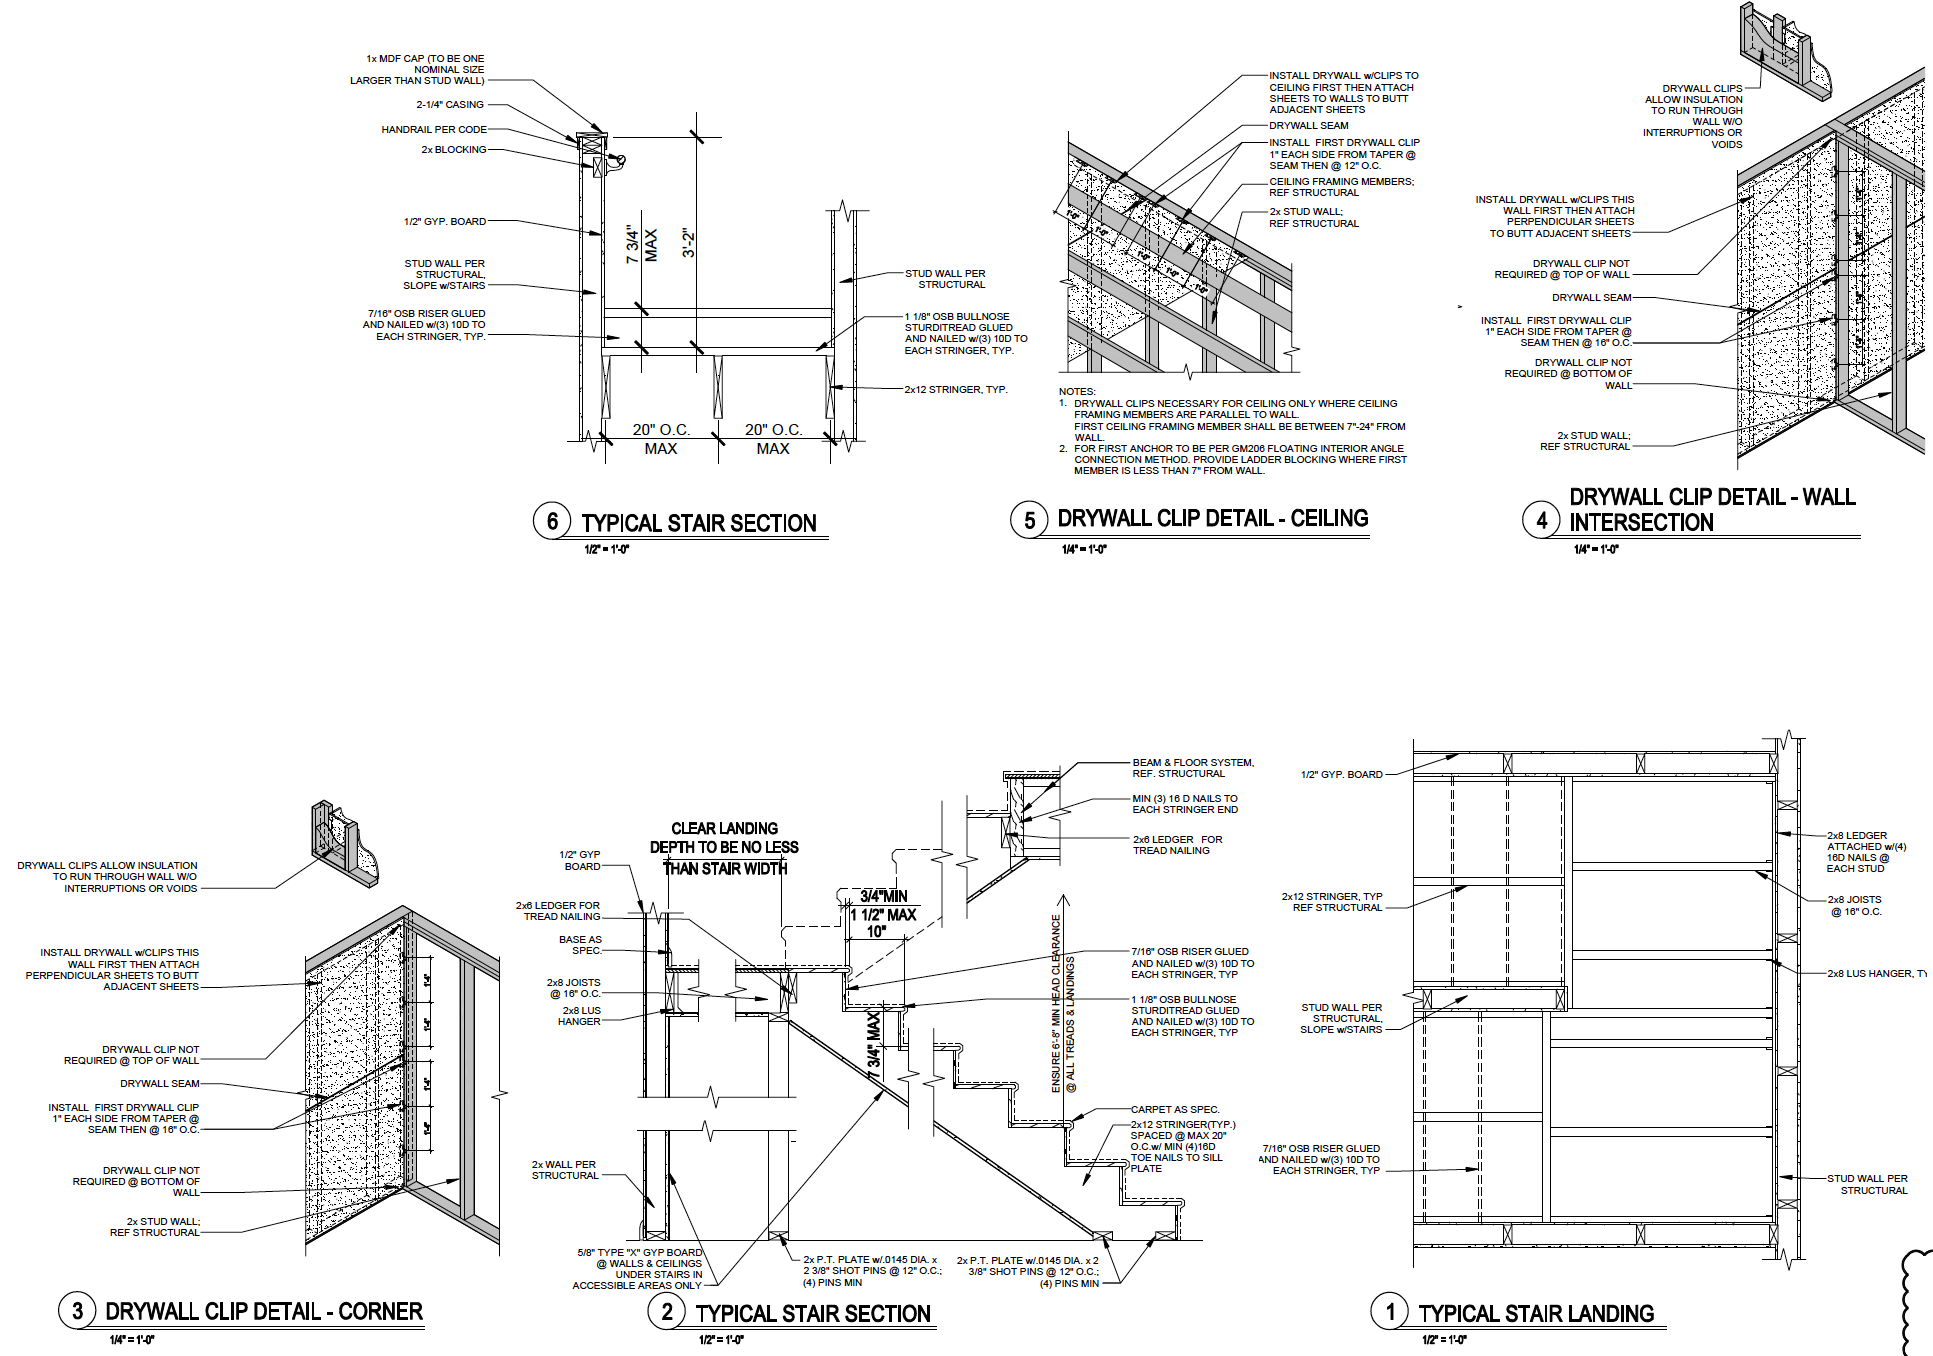 1x MDF CAP (TO BE ONE
NOMINAL SIZE
LARGER THAN STUD WALL)
2-1/4" CASING
HANDRAIL PER CODE
2x BLOCKING
1/2" GYP. BOARD
STUD WALL PER
STRUCTURAL,
SLOPE w/STAIRS
7/16" OSB RISER GLUED
AND NAILED w/(3) 10D TO
EACH STRINGER, TYP.
7 3/4"
MAX
3'-2"
STUD WALL PER
STRUCTURAL
1 1/8" OSB BULLNOSE
STURDITREAD GLUED
AND NAILED w/(3) 10D TO
EACH STRINGER, TYP.
2x12 STRINGER, TYP.
20" O.C.
MAX
20" O.C.
MAX
6 TYPICAL STAIR SECTION
1/2" = 1'-0"
INSTALL DRYWALL w/CLIPS TO
CEILING FIRST THEN ATTACH
SHEETS TO WALLS TO BUTT
ADJACENT SHEETS
DRYWALL SEAM
INSTALL FIRST DRYWALL CLIP
1" EACH SIDE FROM TAPER @
SEAM THEN @ 12" O.C.
CEILING FRAMING MEMBERS;
REF STRUCTURAL
2x STUD WALL;
REF STRUCTURAL
1'-0"
1'-0"
1'-0"
1'-0"
1'-0"
NOTES:
1. DRYWALL CLIPS NECESSARY FOR CEILING ONLY WHERE CEILING
FRAMING MEMBERS ARE PARALLEL TO WALL.
FIRST CEILING FRAMING MEMBER SHALL BE BETWEEN 7"-24" FROM
WALL.
2. FOR FIRST ANCHOR TO BE PER GM206 FLOATING INTERIOR ANGLE
CONNECTION METHOD. PROVIDE LADDER BLOCKING WHERE FIRST
MEMBER IS LESS THAN 7" FROM WALL.
5 DRYWALL CLIP DETAIL - CEILING
1/4" = 1'-0"
DRYWALL CLIPS
ALLOW INSULATION
TO RUN THROUGH
WALL W/O
INTERRUPTIONS OR
VOIDS
INSTALL DRYWALL w/CLIPS THIS
WALL FIRST THEN ATTACH
PERPENDICULAR SHEETS
TO BUTT ADJACENT SHEETS
DRYWALL CLIP NOT
REQUIRED @ TOP OF WALL
DRYWALL SEAM
INSTALL FIRST DRYWALL CLIP
1" EACH SIDE FROM TAPER @
SEAM THEN @ 16" O.C.
DRYWALL CLIP NOT
REQUIRED @ BOTTOM OF
WALL
2x STUD WALL;
REF STRUCTURAL
4 DRYWALL CLIP DETAIL - WALL
INTERSECTION
1/4" = 1'-0"
DRYWALL CLIPS ALLOW INSULATION
TO RUN THROUGH WALL W/O
INTERRUPTIONS OR VOIDS
INSTALL DRYWALL w/CLIPS THIS
WALL FIRST THEN ATTACH
PERPENDICULAR SHEETS TO BUTT
ADJACENT SHEETS
DRYWALL CLIP NOT
REQUIRED @ TOP OF WALL
DRYWALL SEAM
INSTALL FIRST DRYWALL CLIP
1" EACH SIDE FROM TAPER @
SEAM THEN @ 16" O.C.
DRYWALL CLIP NOT
REQUIRED @ BOTTOM OF
WALL
2x STUD WALL;
REF STRUCTURAL
1'-4"
1'-4"
1'-4"
1'-4"
3 DRYWALL CLIP DETAIL - CORNER
1/4" = 1'-0"
CLEAR LANDING
DEPTH TO BE NO LESS
THAN STAIR WIDTH
1/2" GYP
BOARD
2x6 LEDGER FOR
TREAD NAILING
BASE AS
SPEC.
2x8 JOISTS
@ 16" O.C.
2x8 LUS
HANGER
2x WALL PER
STRUCTURAL
5/8" TYPE "X" GYP BOARD
@ WALLS & CEILINGS
UNDER STAIRS IN
ACCESSIBLE AREAS ONLY
3/4"MIN
1 1/2" MAX
10"
7 3/4" MAX
ENSURE 6'-8" MIN HEAD CLEARANCE
@ ALL TREADS & LANDINGS
BEAM & FLOOR SYSTEM,
REF. STRUCTURAL
MIN (3) 16 D NAILS TO
EACH STRINGER END
2x6 LEDGER FOR
TREAD NAILING
7/16" OSB RISER GLUED
AND NAILED w/(3) 10D TO
EACH STRINGER, TYP
1 1/8" OSB BULLNOSE
STURDITREAD GLUED
AND NAILED w/(3) 10D TO
EACH STRINGER, TYP
CARPET AS SPEC.
2x12 STRINGER(TYP.)
SPACED @ MAX 20"
O.C.w/ MIN (4)16D
TOE NAILS TO SILL
PLATE
2x P.T. PLATE w/.0145 DIA. x
2 3/8" SHOT PINS @ 12" O.C.;
(4) PINS MIN
2x P.T. PLATE w/.0145 DIA. x 2
3/8" SHOT PINS @ 12" O.C.;
(4) PINS MIN
2 TYPICAL STAIR SECTION
1/2" = 1'-0"
1/2" GYP. BOARD
2x12 STRINGER, TYP
REF STRUCTURAL
STUD WALL PER
STRUCTURAL,
SLOPE w/STAIRS
7/16" OSB RISER GLUED
AND NAILED w/(3) 10D TO
EACH STRINGER, TYP
2x8 LEDGER
ATTACHED w/(4)
16D NAILS @
EACH STUD
2x8 JOISTS
@ 16" O.C.
2x8 LUS HANGER, TY
STUD WALL PER
STRUCTURAL
1 TYPICAL STAIR LANDING
1/2" = 1'-0"